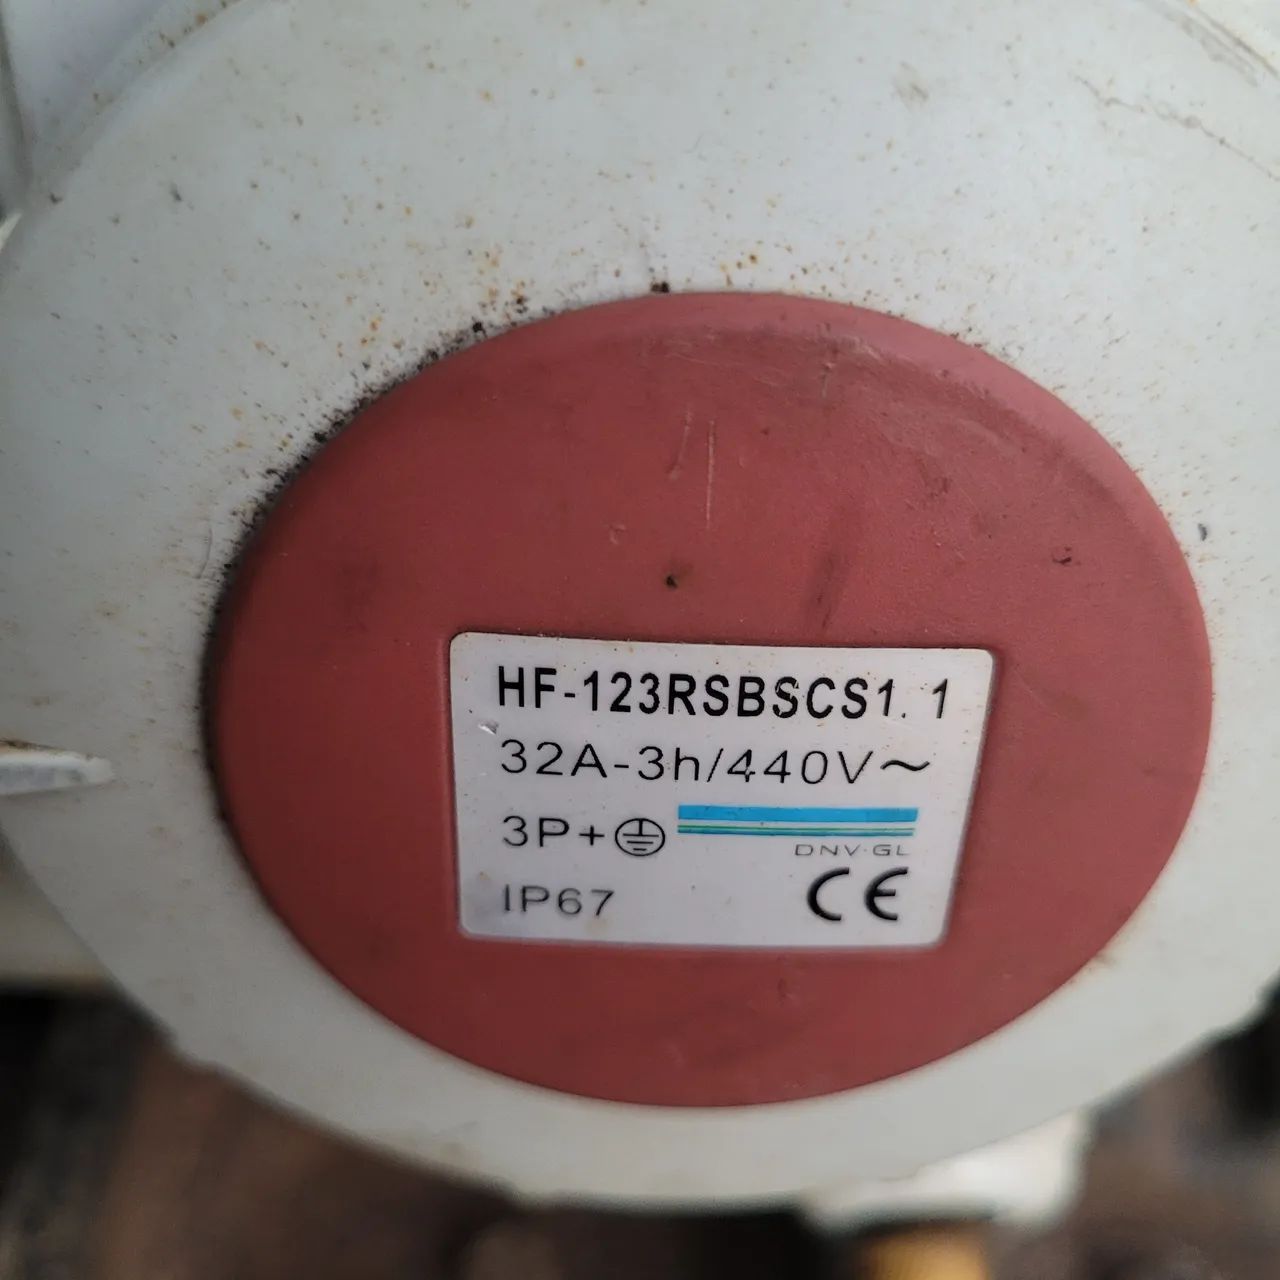 HF-123RSBSCS1.1
32A-3h/440V~
3P+
DNV·GL
IP67
CE